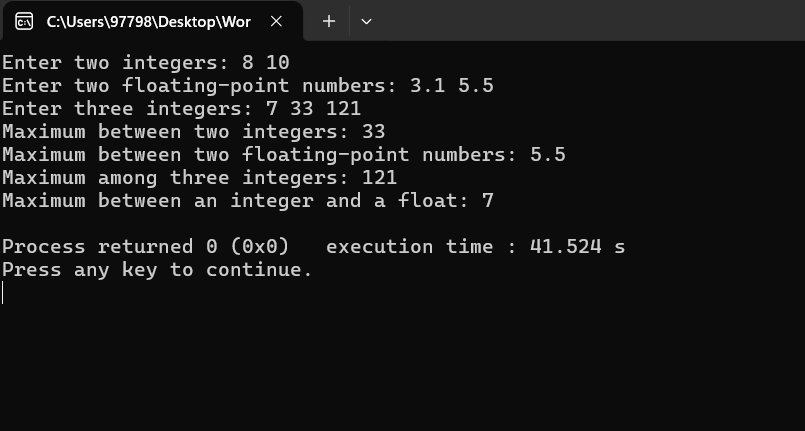 C:\Users\97798\Desktop\Wor
Enter two integers: 8 10
Enter two floating-point numbers: 3.1 5.5
Enter three integers: 7 33 121
Maximum between two integers: 33
Maximum between two floating-point numbers: 5.5
Maximum among three integers: 121
Maximum between an integer and a float: 7
Process returned 0 (0x0)   execution time : 41.524 s
Press any key to continue.